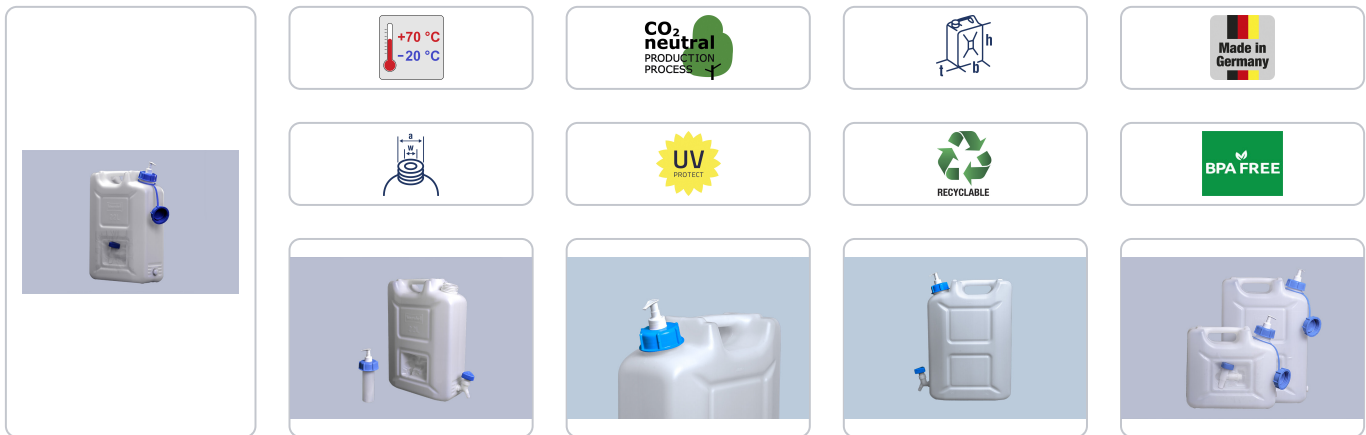 +70 °C
−20 °C
CO₂
neutral
PRODUCTION
PROCESS
h
t
b
Made in
Germany
a
w
UV
PROTECT
RECYCLABLE
BPA FREE